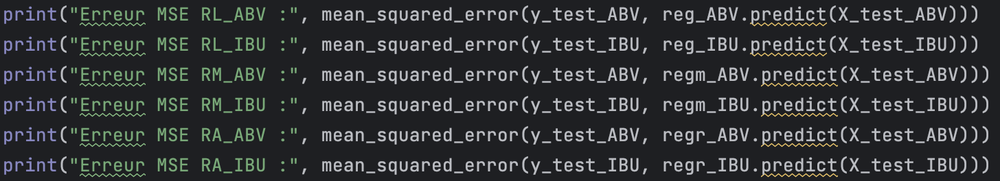 print("Erreur MSE RL_ABV :", mean_squared_error(y_test_ABV, reg_ABV.predict(X_test_ABV)))
print("Erreur MSE RL_IBU :", mean_squared_error(y_test_IBU, reg_IBU.predict(X_test_IBU)))
print("Erreur MSE RM_ABV :", mean_squared_error(y_test_ABV, regm_ABV.predict(X_test_ABV)))
print("Erreur MSE RM_IBU :", mean_squared_error(y_test_IBU, regm_IBU.predict(X_test_IBU)))
print("Erreur MSE RA_ABV :", mean_squared_error(y_test_ABV, regr_ABV.predict(X_test_ABV)))
print("Erreur MSE RA_IBU :", mean_squared_error(y_test_IBU, regr_IBU.predict(X_test_IBU)))